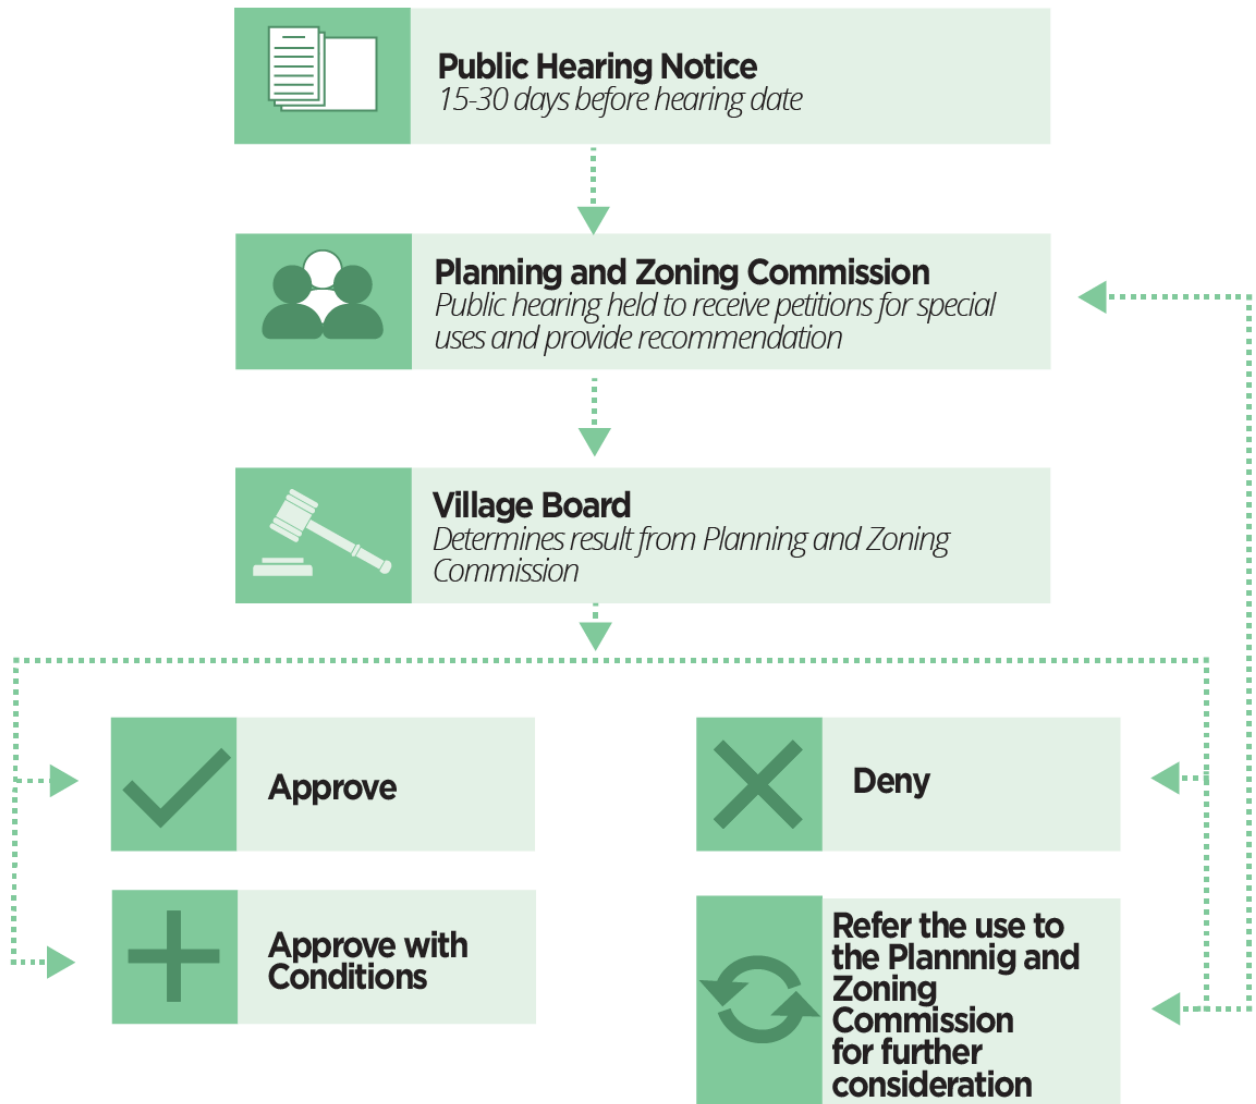 Public Hearing Notice
15-30 days before hearing date
Planning and Zoning Commission
Public hearing held to receive petitions for special
uses and provide recommendation
Village Board
Determines result from Planning and Zoning
Commission
Approve
Deny
Approve with
Conditions
Refer the use to
the Plannnig and
Zoning
Commission
for further
consideration